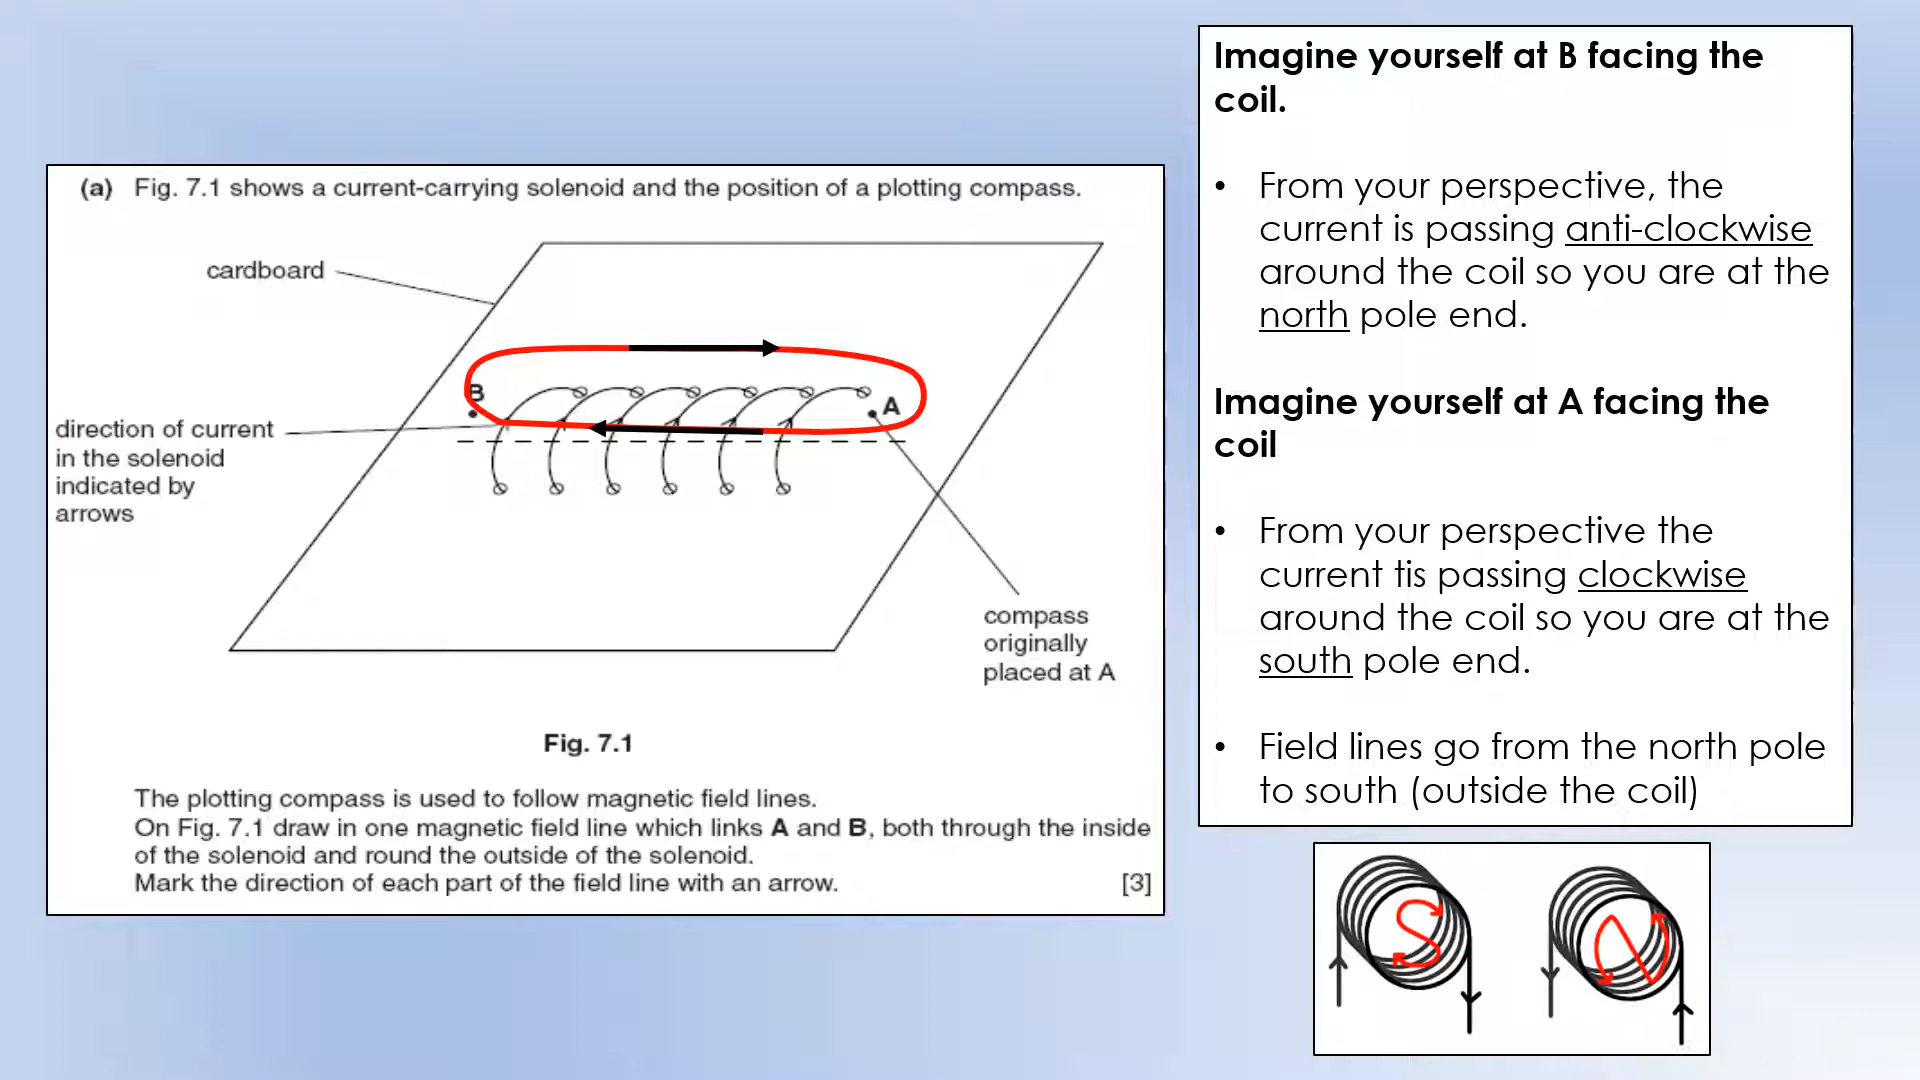 (a) Fig. 7.1 shows a current-carrying solenoid and the position of a plotting compass.
cardboard
B
A
direction of current
in the solenoid
indicated by
arrows
compass
originally
placed at A
Fig. 7.1
The plotting compass is used to follow magnetic field lines.
On Fig. 7.1 draw in one magnetic field line which links A and B, both through the inside
of the solenoid and round the outside of the solenoid.
Mark the direction of each part of the field line with an arrow. [3]
Imagine yourself at B facing the
coil.
• From your perspective, the
current is passing anti-clockwise
around the coil so you are at the
north pole end.
Imagine yourself at A facing the
coil
• From your perspective the
current tis passing clockwise
around the coil so you are at the
south pole end.
• Field lines go from the north pole
to south (outside the coil)
S N